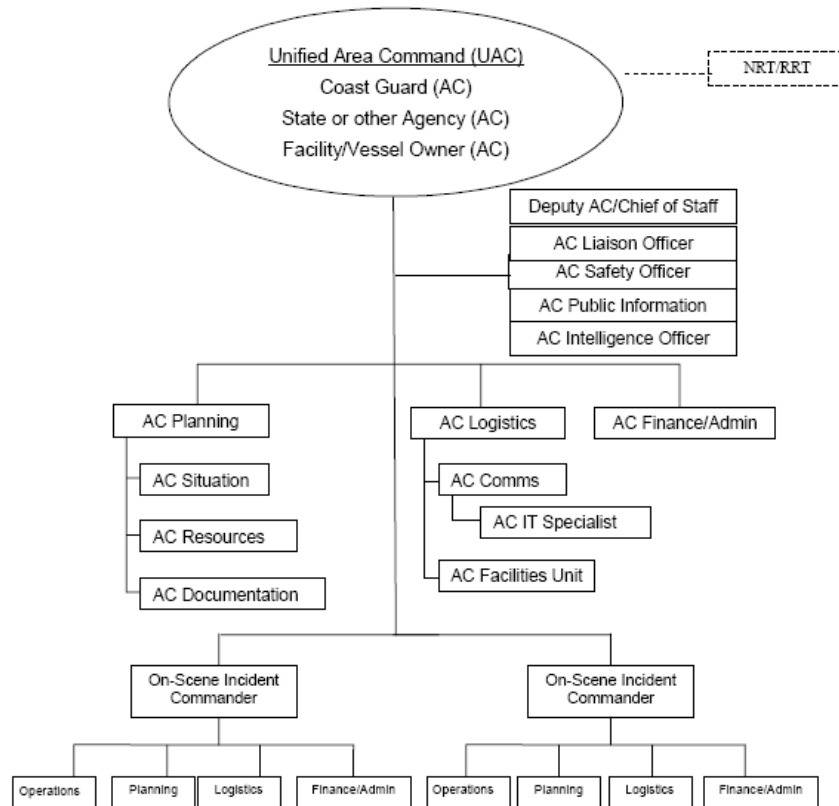 Unified Area Command (UAC)
Coast Guard (AC)
State or other Agency (AC)
Facility/Vessel Owner (AC)
NRT/RRT
Deputy AC/Chief of Staff
AC Liaison Officer
AC Safety Officer
AC Public Information
AC Intelligence Officer
AC Planning
AC Logistics
AC Finance/Admin
AC Situation
AC Comms
AC IT Specialist
AC Resources
AC Facilities Unit
AC Documentation
On-Scene Incident
Commander
On-Scene Incident
Commander
Operations
Planning
Logistics
Finance/Admin
Operations
Planning
Logistics
Finance/Admin